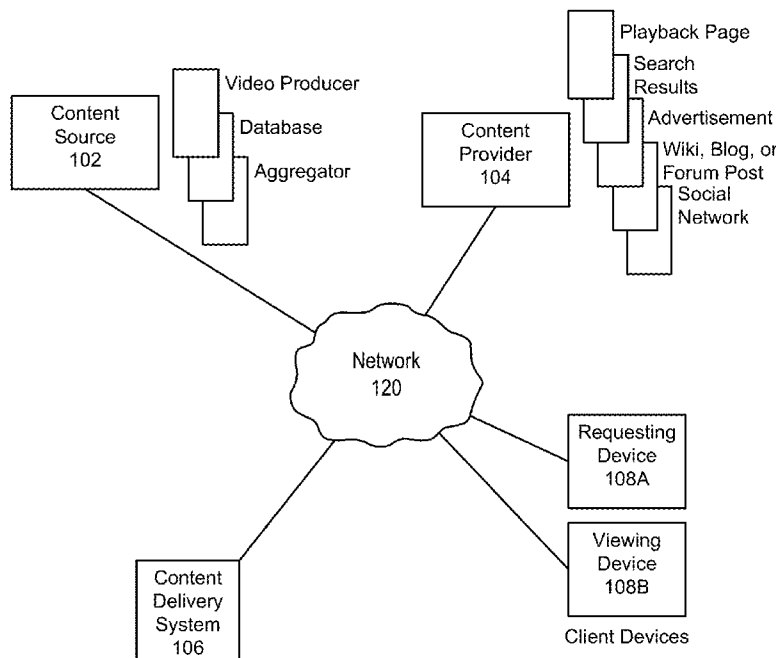 Playback Page
Search
Results
Advertisement
Wiki, Blog, or
Forum Post
Social
Network
Video Producer
Database
Aggregator
Content
Source
102
Content
Provider
104
Network
120
Requesting
Device
108A
Viewing
Device
108B
Client Devices
Content
Delivery
System
106